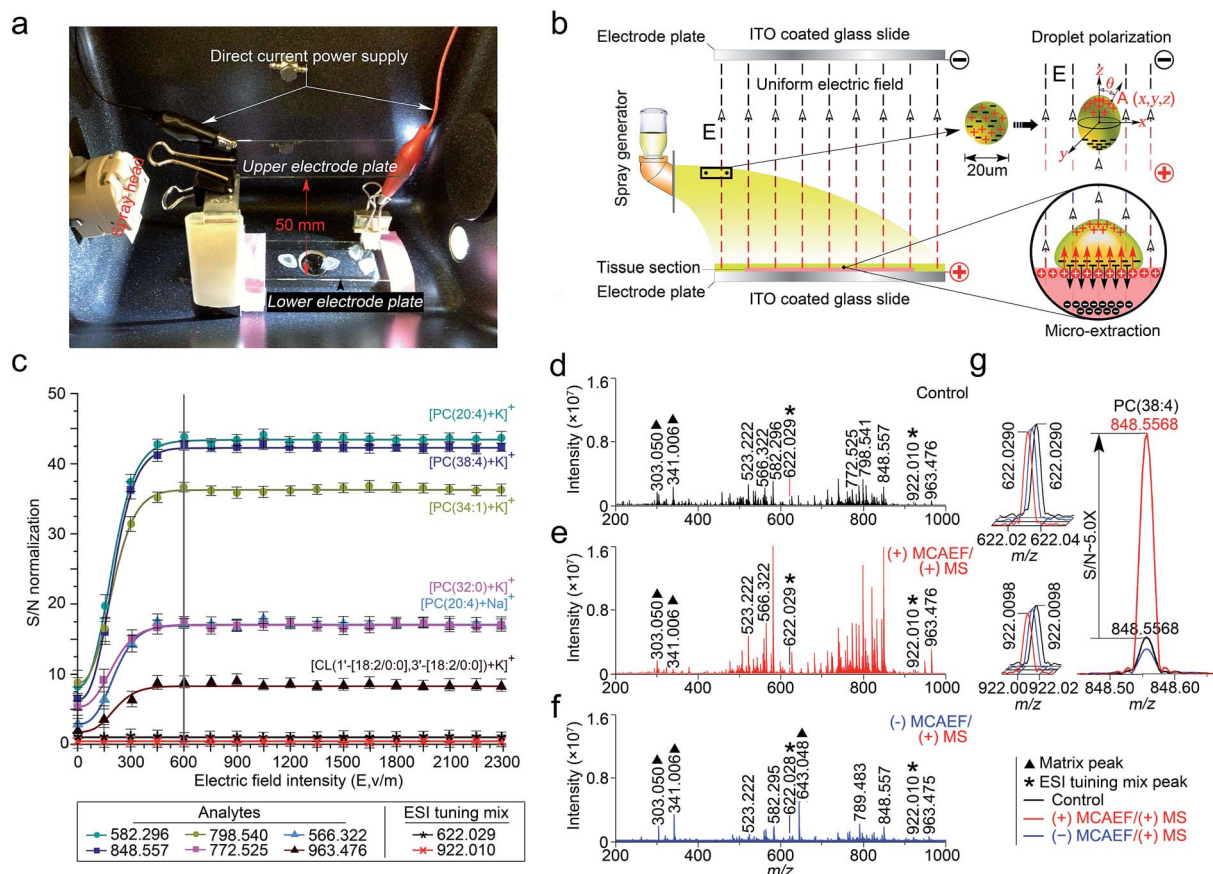 a
Direct current power supply
Upper electrode plate
Spray head
50 mm
Lower electrode plate
b
Electrode plate
ITO coated glass slide
Uniform electric field
E
Spray generator
Tissue section
Electrode plate
ITO coated glass slide
20um
Droplet polarization
E
z
θ
A (x,y,z)
x
y
Micro-extraction
c
S/N normalization
50
40
30
20
10
0
[PC(20:4)+K]+
[PC(38:4)+K]+
[PC(34:1)+K]+
[PC(32:0)+K]+
[PC(20:4)+Na]+
[CL(1'-[18:2/0:0],3'-[18:2/0:0])+K]+
0 300 600 900 1200 1500 1800 2100 2300
Electric field intensity (E,v/m)
Analytes
ESI tuning mix
582.296 798.540 566.322 622.029
848.557 772.525 963.476 922.010
d
Control
Intensity (×10⁷)
1.6
0.8
0
▲ 303.050
▲ 341.006
523.222
566.322
582.296
622.029 *
772.525
798.541
848.557
922.010 *
963.476
200 400 600 800 1000
e
(+) MCAEF/
(+) MS
Intensity (×10⁷)
1.6
0.8
0
303.050 ▲
341.006 ▲
523.222
566.322
622.029 *
922.010 *
963.476
200 400 600 800 1000
f
(-) MCAEF/
(+) MS
Intensity (×10⁷)
1.6
0.8
0
303.050 ▲
341.006 ▲
523.222
582.295
622.028 *
643.048 ▲
789.483
848.557
922.010 *
963.475
200 400 600 800 1000
m/z
g
622.0290
622.0290
622.02 622.04
m/z
922.0098
922.0098
922.00 922.02
m/z
PC(38:4)
848.5568
S/N~5.0X
848.5568
848.50 848.60
m/z
▲ Matrix peak
* ESI tuning mix peak
Control
(+) MCAEF/(+) MS
(-) MCAEF/(+) MS